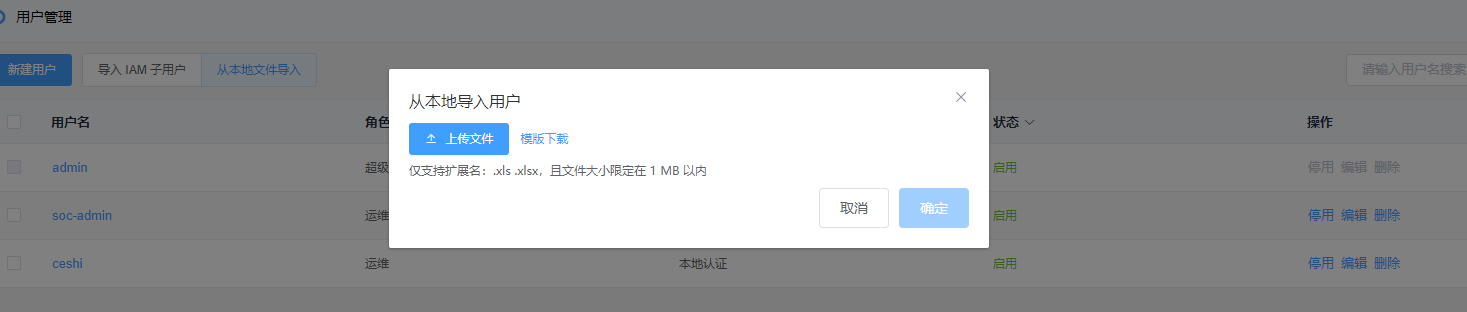 用户管理
新建用户 导入 IAM 子用户 从本地文件导入 请输入用户名搜索
从本地导入用户
上传文件 模版下载
仅支持扩展名：.xls .xlsx，且文件大小限定在 1 MB 以内
取消 确定
用户名 角色 状态 操作
admin 超级 启用 停用 编辑 删除
soc-admin 运维 启用 停用 编辑 删除
ceshi 运维 本地认证 启用 停用 编辑 删除